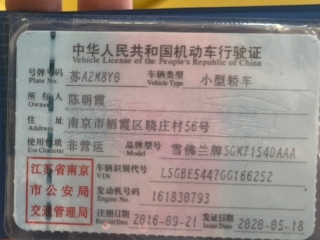 中华人民共和国机动车行驶证
Vehicle License of the People's Republic of China
号牌号码 苏A2M8Y6 车辆类型 小型轿车
Plate No. Vehicle Type
所有人 陈明霞
Owner
住址 南京市栖霞区晓庄村56号
Address
使用性质 非营运 品牌型号 雪佛兰牌SGM7154DAAA
Use Character Model
江苏省南京
市公安局
交通管理局
车辆识别代号 LSGBE5447GG166252
VIN
发动机号码 161830793
Engine No.
注册日期 2016-09-21 发证日期 2020-05-18
Register Date Issue Date